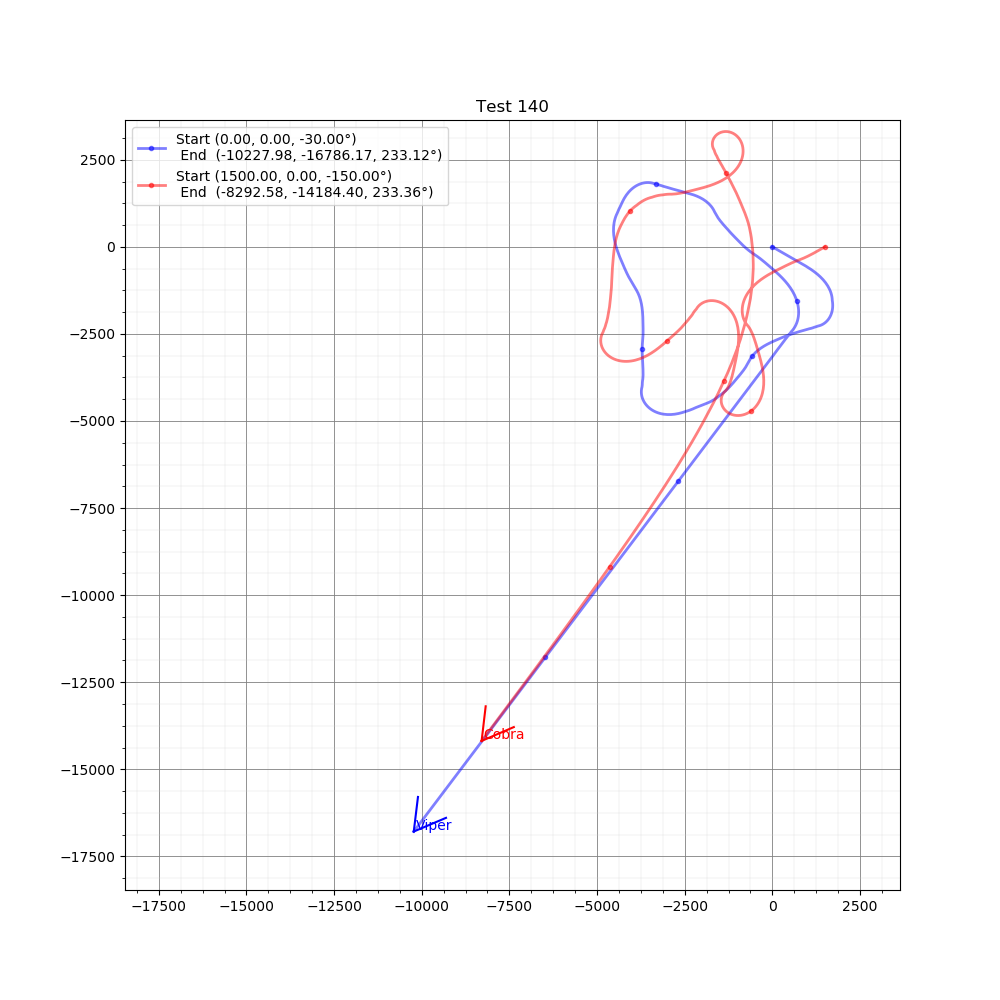 Test 140
Start (0.00, 0.00, -30.00°)
End (-10227.98, -16786.17, 233.12°)
Start (1500.00, 0.00, -150.00°)
End (-8292.58, -14184.40, 233.36°)
2500
0
−2500
−5000
−7500
−10000
−12500
−15000
−17500
Cobra
Viper
−17500 −15000 −12500 −10000 −7500 −5000 −2500 0 2500